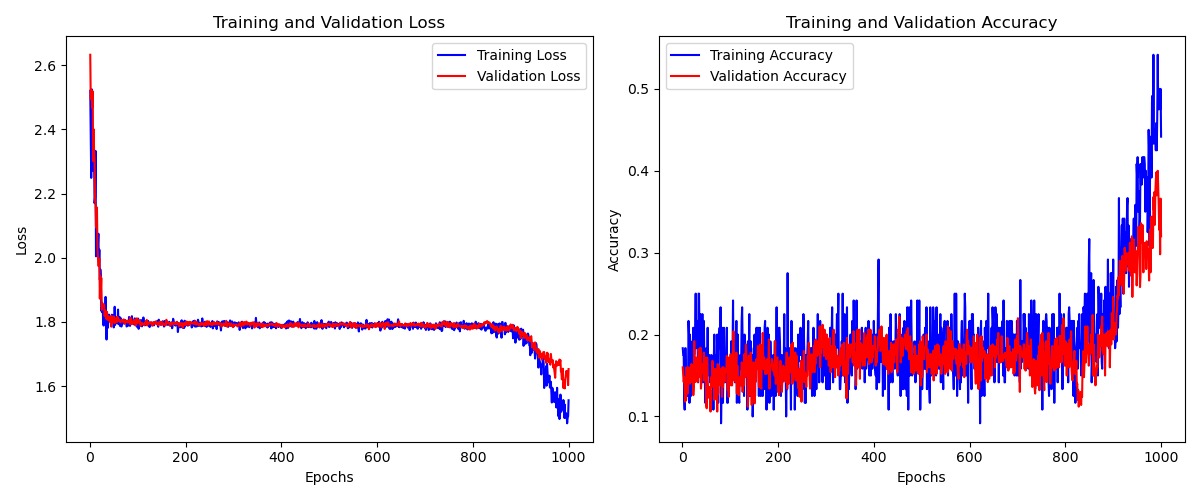 Training and Validation Loss
Training Loss
Validation Loss
2.6
2.4
2.2
2.0
1.8
1.6
Loss
0
200
400
600
800
1000
Epochs
Training and Validation Accuracy
Training Accuracy
Validation Accuracy
0.5
0.4
0.3
0.2
0.1
Accuracy
0
200
400
600
800
1000
Epochs